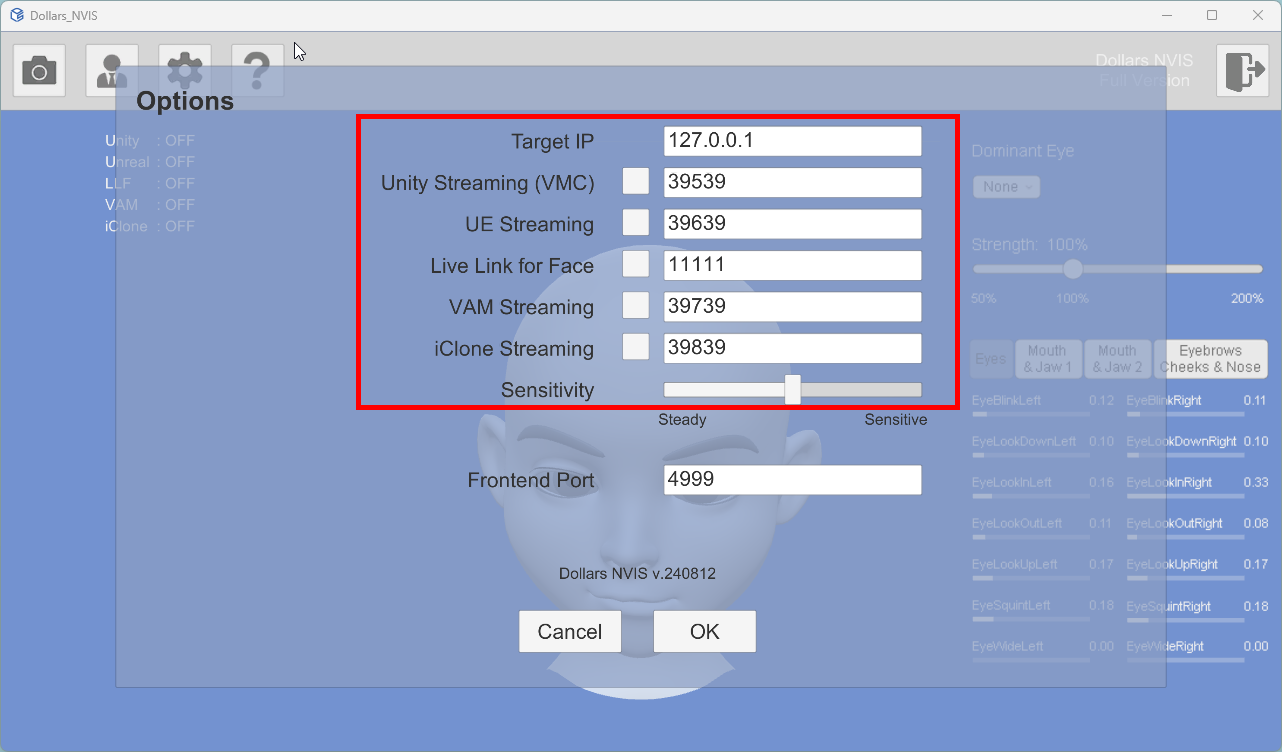 Dollars_NVIS
Dollars NVIS
Full Version
Options
Unity : OFF
Unreal : OFF
LLF : OFF
VAM : OFF
iClone : OFF
Target IP 127.0.0.1
Unity Streaming (VMC) 39539
UE Streaming 39639
Live Link for Face 11111
VAM Streaming 39739
iClone Streaming 39839
Sensitivity
Steady Sensitive
Frontend Port 4999
Dollars NVIS v.240812
Cancel OK
Dominant Eye
None
Strength: 100%
50% 100% 200%
Eyes
Mouth
& Jaw 1
Mouth
& Jaw 2
Eyebrows
Cheeks & Nose
EyeBlinkLeft 0.12 EyeBlinkRight 0.11
EyeLookDownLeft 0.10 EyeLookDownRight 0.10
EyeLookInLeft 0.16 EyeLookInRight 0.33
EyeLookOutLeft 0.11 EyeLookOutRight 0.08
EyeLookUpLeft 0.17 EyeLookUpRight 0.17
EyeSquintLeft 0.18 EyeSquintRight 0.18
EyeWideLeft 0.00 EyeWideRight 0.00